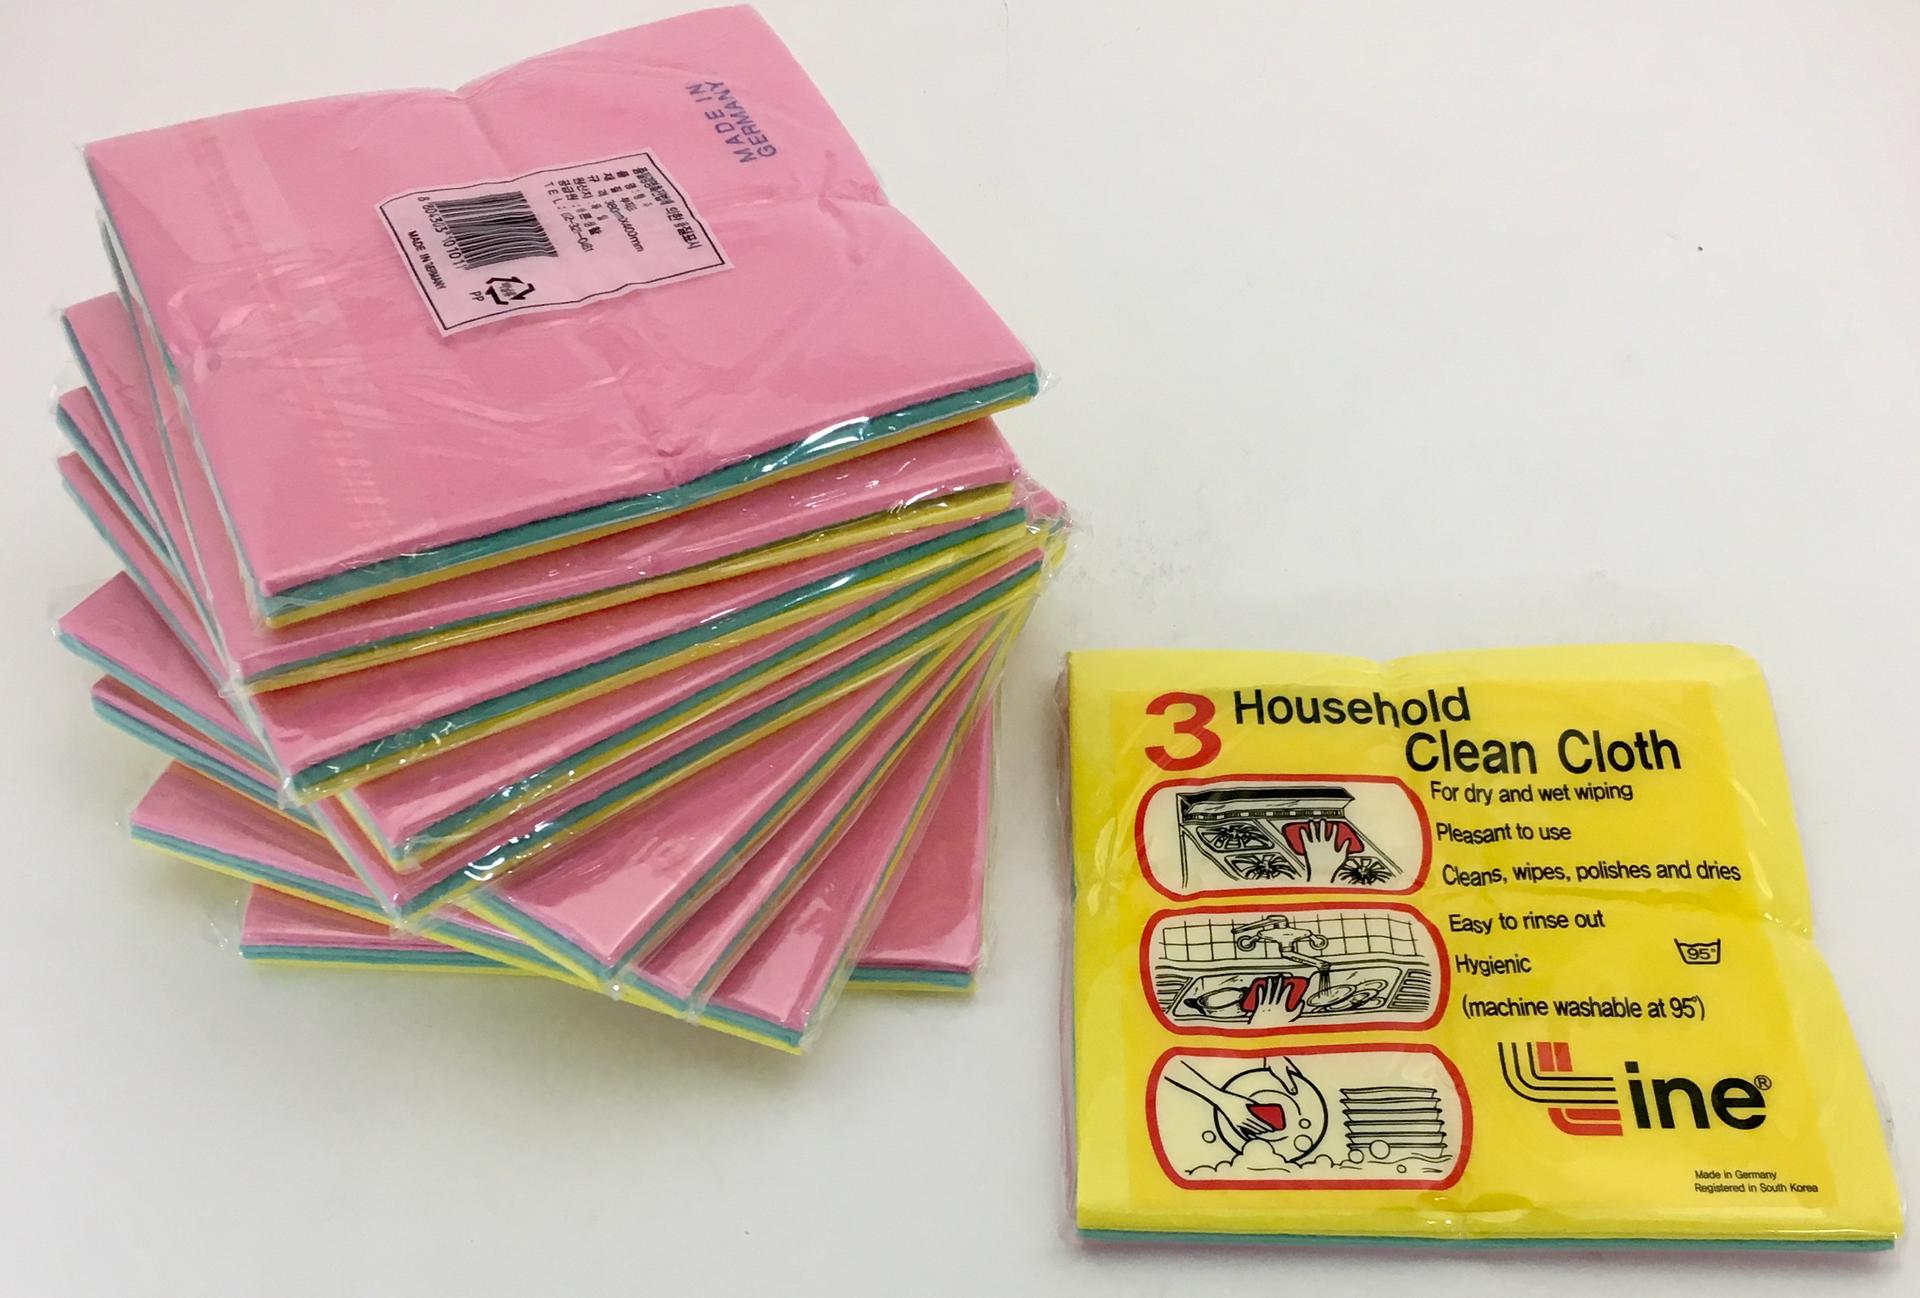 MADE IN
GERMANY
380mmX400mm
MADE IN GERMANY
PP
3 Household
Clean Cloth
For dry and wet wiping
Pleasant to use
Cleans, wipes, polishes and dries
Easy to rinse out
Hygienic
95°
(machine washable at 95°)
Line®
Made in Germany
Registered in South Korea